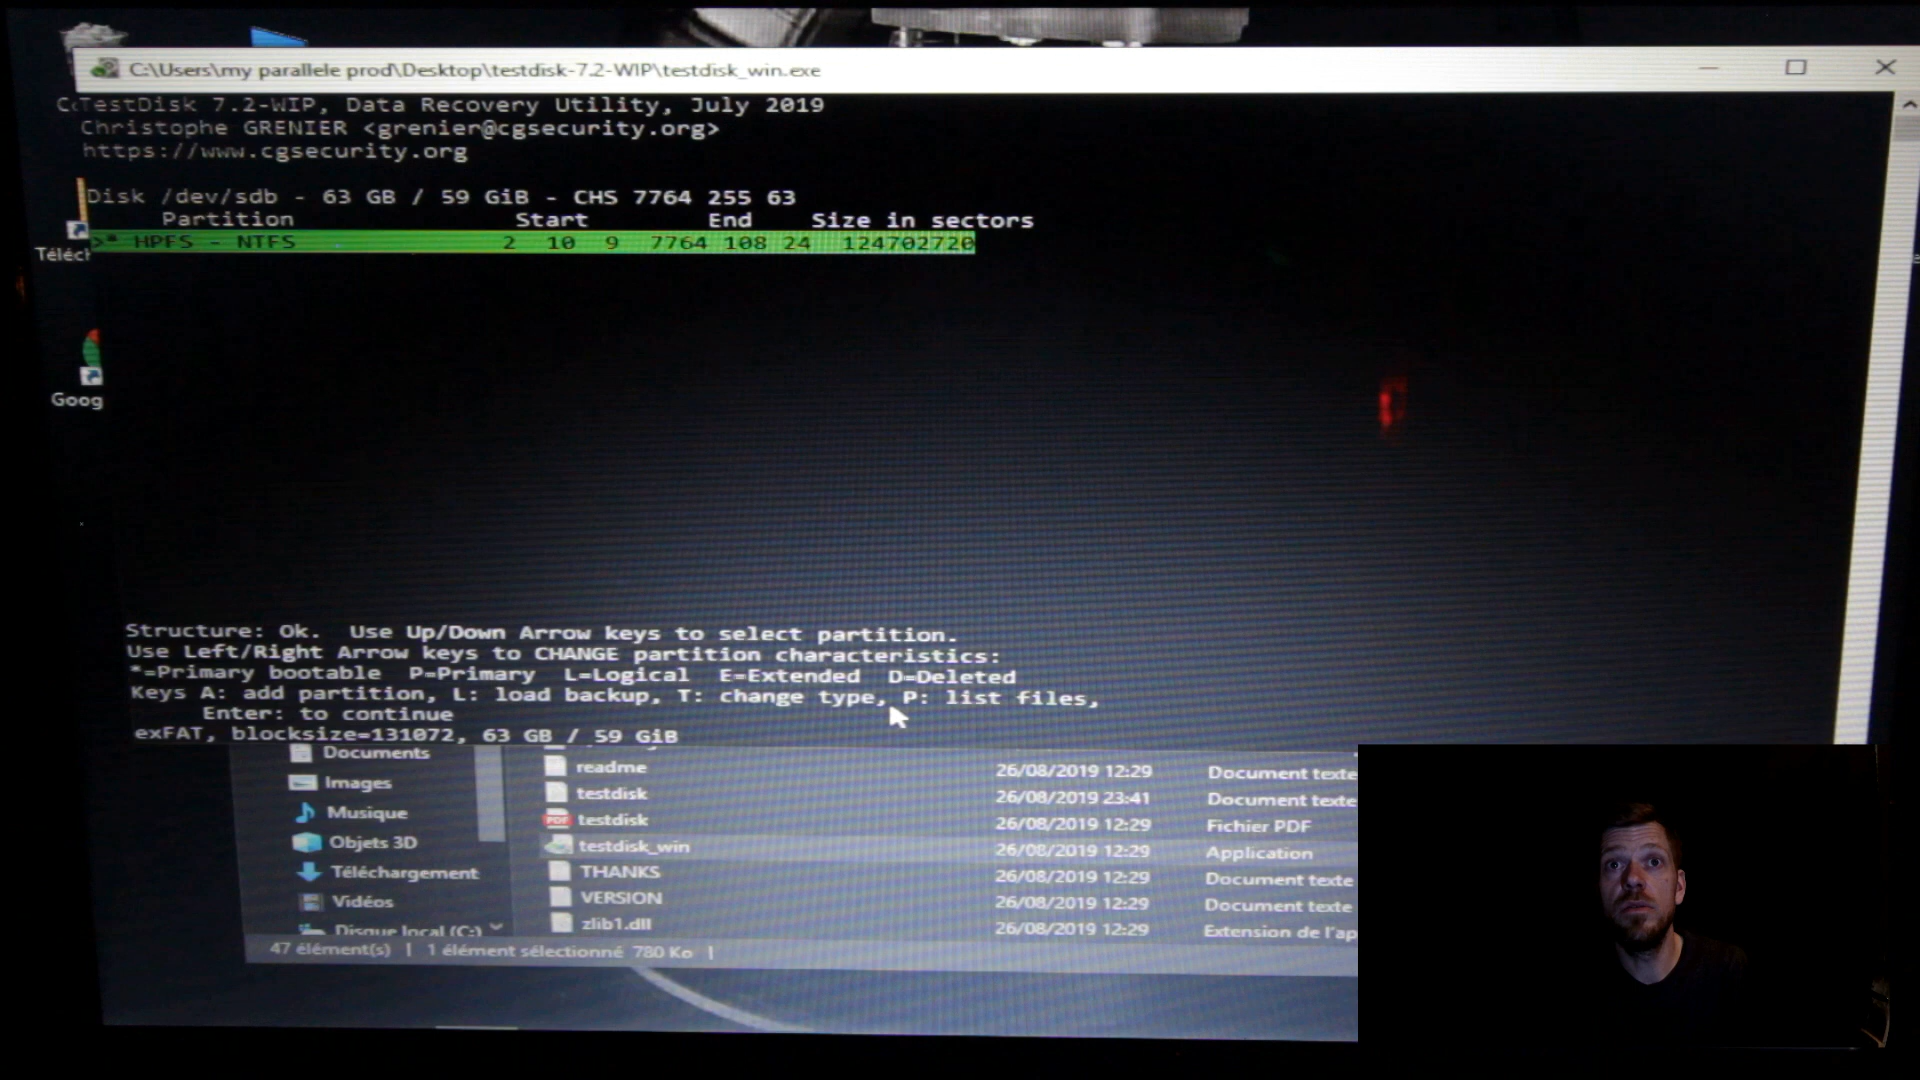 C:\Users\my parallele prod\Desktop\testdisk-7.2-WIP\testdisk_win.exe
TestDisk 7.2-WIP, Data Recovery Utility, July 2019
Christophe GRENIER <grenier@cgsecurity.org>
https://www.cgsecurity.org
Disk /dev/sdb - 63 GB / 59 GiB - CHS 7764 255 63
Partition Start End Size in sectors
>* HPFS - NTFS 2 10 9 7764 108 24 124702720
Téléch
Goog
Structure: Ok. Use Up/Down Arrow keys to select partition.
Use Left/Right Arrow keys to CHANGE partition characteristics:
*=Primary bootable P=Primary L=Logical E=Extended D=Deleted
Keys A: add partition, L: load backup, T: change type, P: list files,
Enter: to continue
exFAT, blocksize=131072, 63 GB / 59 GiB
Documents
Images
Musique
Objets 3D
Téléchargement
Vidéos
Disque local (C:)
readme 26/08/2019 12:29 Document texte
testdisk 26/08/2019 23:41 Document texte
PDF testdisk 26/08/2019 12:29 Fichier PDF
testdisk_win 26/08/2019 12:29 Application
THANKS 26/08/2019 12:29 Document texte
VERSION 26/08/2019 12:29 Document texte
zlib1.dll 26/08/2019 12:29 Extension de l'ap
47 élément(s) | 1 élément sélectionné 780 Ko |